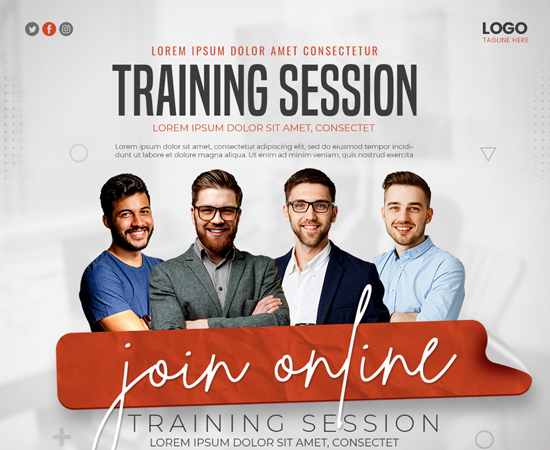 LOGO
TAGLINE HERE
LOREM IPSUM DOLOR AMET CONSECTETUR
TRAINING SESSION
LOREM IPSUM DOLOR SIT AMET, CONSECTET
Lorem ipsum dolor sit amet, consectetur adipiscing elit, sed do eiusmod tempor incidi-
dunt ut labore et dolore magna aliqua. Ut enim ad minim veniam, quis nostrud exercita
join online
TRAINING SESSION
LOREM IPSUM DOLOR SIT AMET, CONSECTET